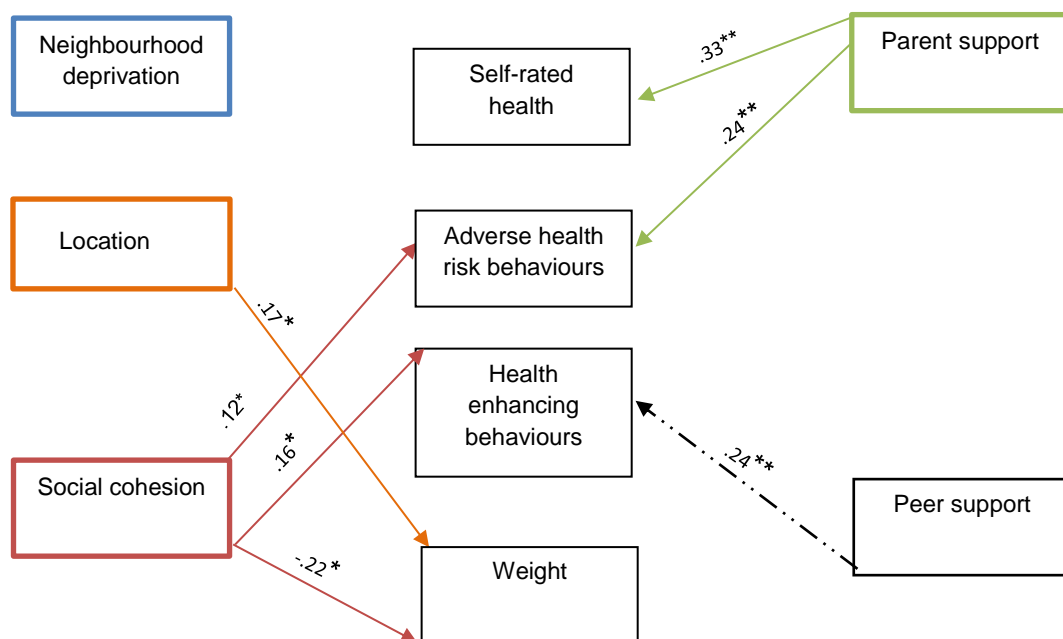 Neighbourhood
deprivation
Self-rated
health
Parent support
.33**
.24**
Location
Adverse health
risk behaviours
.17*
.12*
.16*
Health
enhancing
behaviours
.24**
Social cohesion
Peer support
-.22*
Weight